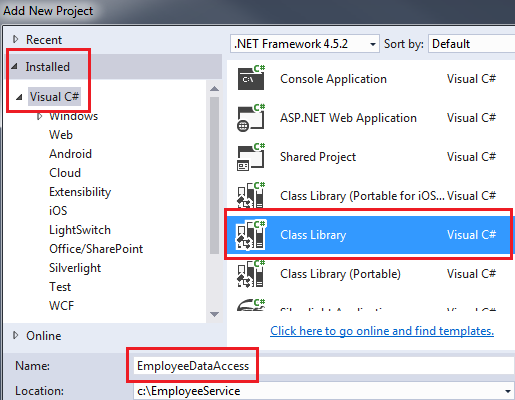 Add New Project
Recent
Installed
Visual C#
Windows
Web
Android
Cloud
Extensibility
iOS
LightSwitch
Office/SharePoint
Silverlight
Test
WCF
Online
.NET Framework 4.5.2 Sort by: Default
Console Application Visual C#
ASP.NET Web Application Visual C#
Shared Project Visual C#
Class Library (Portable for iOS... Visual C#
Class Library Visual C#
Class Library (Portable) Visual C#
Silverlight Application Visual C#
Click here to go online and find templates.
Name: EmployeeDataAccess
Location: c:\EmployeeService